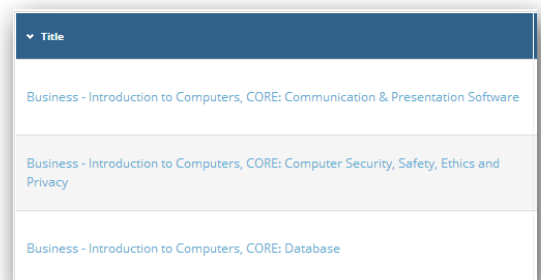 Title
Business - Introduction to Computers, CORE: Communication & Presentation Software
Business - Introduction to Computers, CORE: Computer Security, Safety, Ethics and
Privacy
Business - Introduction to Computers, CORE: Database